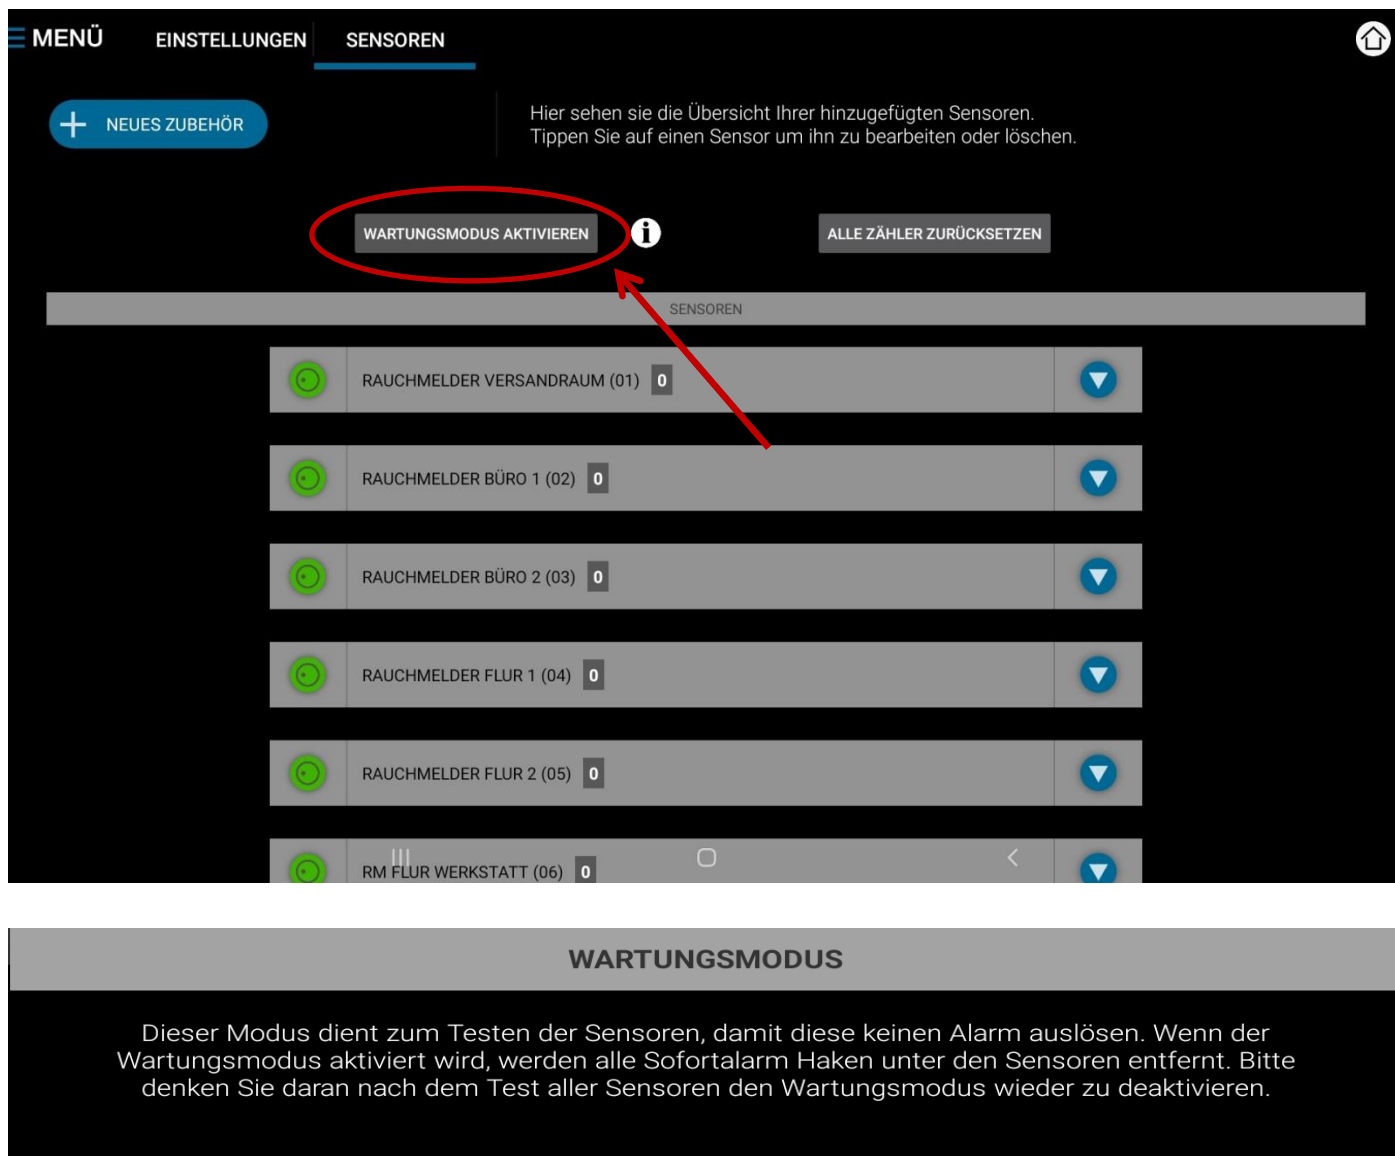 MENÜ EINSTELLUNGEN SENSOREN
NEUES ZUBEHÖR
Hier sehen sie die Übersicht Ihrer hinzugefügten Sensoren.
Tippen Sie auf einen Sensor um ihn zu bearbeiten oder löschen.
WARTUNGSMODUS AKTIVIEREN i ALLE ZÄHLER ZURÜCKSETZEN
SENSOREN
RAUCHMELDER VERSANDRAUM (01) 0
RAUCHMELDER BÜRO 1 (02) 0
RAUCHMELDER BÜRO 2 (03) 0
RAUCHMELDER FLUR 1 (04) 0
RAUCHMELDER FLUR 2 (05) 0
RM FLUR WERKSTATT (06) 0
WARTUNGSMODUS
Dieser Modus dient zum Testen der Sensoren, damit diese keinen Alarm auslösen. Wenn der
Wartungsmodus aktiviert wird, werden alle Sofortalarm Haken unter den Sensoren entfernt. Bitte
denken Sie daran nach dem Test aller Sensoren den Wartungsmodus wieder zu deaktivieren.